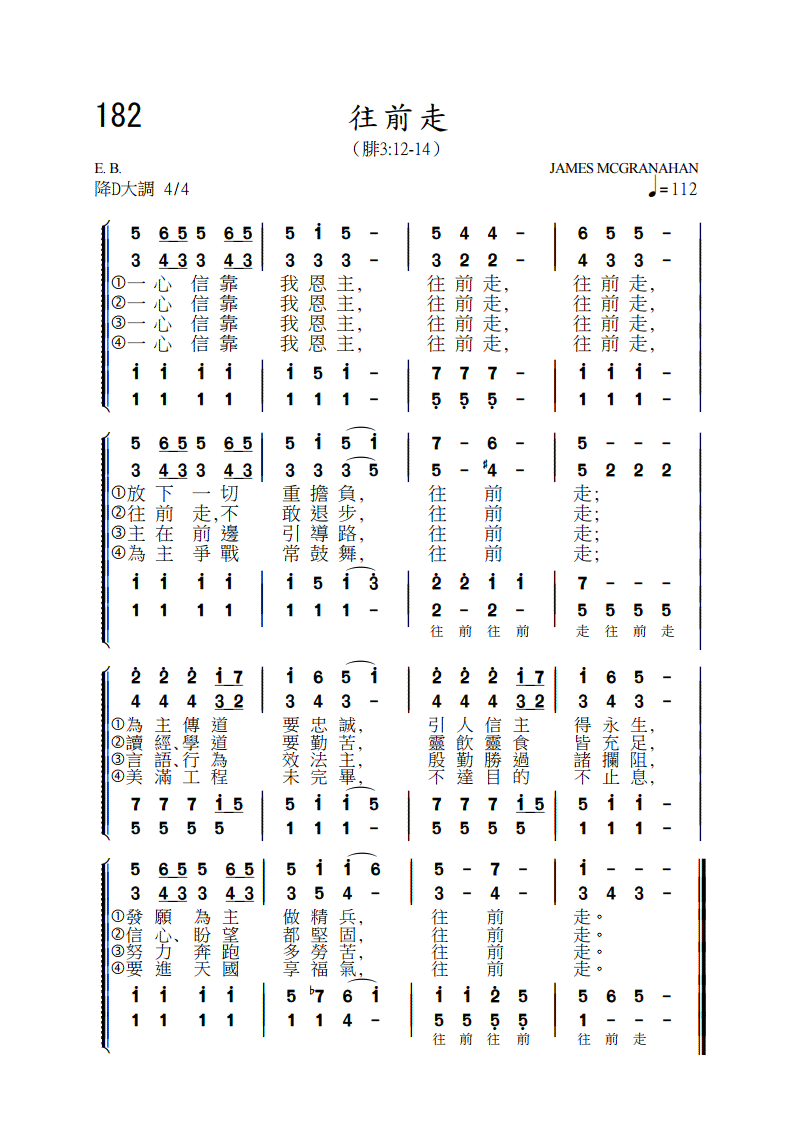 182
往前走
（腓3:12-14）
E. B.
JAMES MCGRANAHAN
降D大調 4/4
♩=112
5 6 5 5 6 5 | 5 i 5 - | 5 4 4 - | 6 5 5 -
3 4 3 3 4 3 | 3 3 3 - | 3 2 2 - | 4 3 3 -
①一心 信靠 我恩主, 往前走, 往前走,
②一心 信靠 我恩主, 往前走, 往前走,
③一心 信靠 我恩主, 往前走, 往前走,
④一心 信靠 我恩主, 往前走, 往前走,
i i i i | i 5 i - | 7 7 7 - | i i i -
1 1 1 1 | 1 1 1 - | 5 5 5 - | 1 1 1 -
5 6 5 5 6 5 | 5 i 5 i | 7 - 6 - | 5 - - -
3 4 3 3 4 3 | 3 3 3 5 | 5 - #4 - | 5 2 2 2
①放下 一切 重擔負, 往 前 走;
②往前 走,不 敢退步, 往 前 走;
③主在 前邊 引導路, 往 前 走;
④為主 爭戰 常鼓舞, 往 前 走;
i i i i | i 5 i 3 | 2 2 i i | 7 - - -
1 1 1 1 | 1 1 1 - | 2 - 2 - | 5 5 5 5
往 前 往 前 走 往 前 走
2 2 2 i 7 | i 6 5 i | 2 2 2 i 7 | i 6 5 -
4 4 4 3 2 | 3 4 3 - | 4 4 4 3 2 | 3 4 3 -
①為主傳道 要忠誠, 引人信主 得永生,
②讀經、學道 要勤苦, 靈飲靈食 皆充足,
③言語、行為 效法主, 殷勤勝過 諸攔阻,
④美滿工程 未完畢, 不達目的 不止息,
7 7 7 i 5 | 5 i i 5 | 7 7 7 i 5 | 5 i i -
5 5 5 5 | 1 1 1 - | 5 5 5 5 | 1 1 1 -
5 6 5 5 6 5 | 5 i i 6 | 5 - 7 - | i - - -
3 4 3 3 4 3 | 3 5 4 - | 3 - 4 - | 3 4 3 -
①發願 為主 做精兵, 往 前 走。
②信心、盼望 都堅固, 往 前 走。
③努力 奔跑 多勞苦, 往 前 走。
④要進 天國 享福氣, 往 前 走。
i i i i | 5 ♭7 6 i | i i 2 5 | 5 6 5 -
1 1 1 1 | 1 1 4 - | 5 5 5 5 | 1 - - -
往 前 往 前 往 前 走